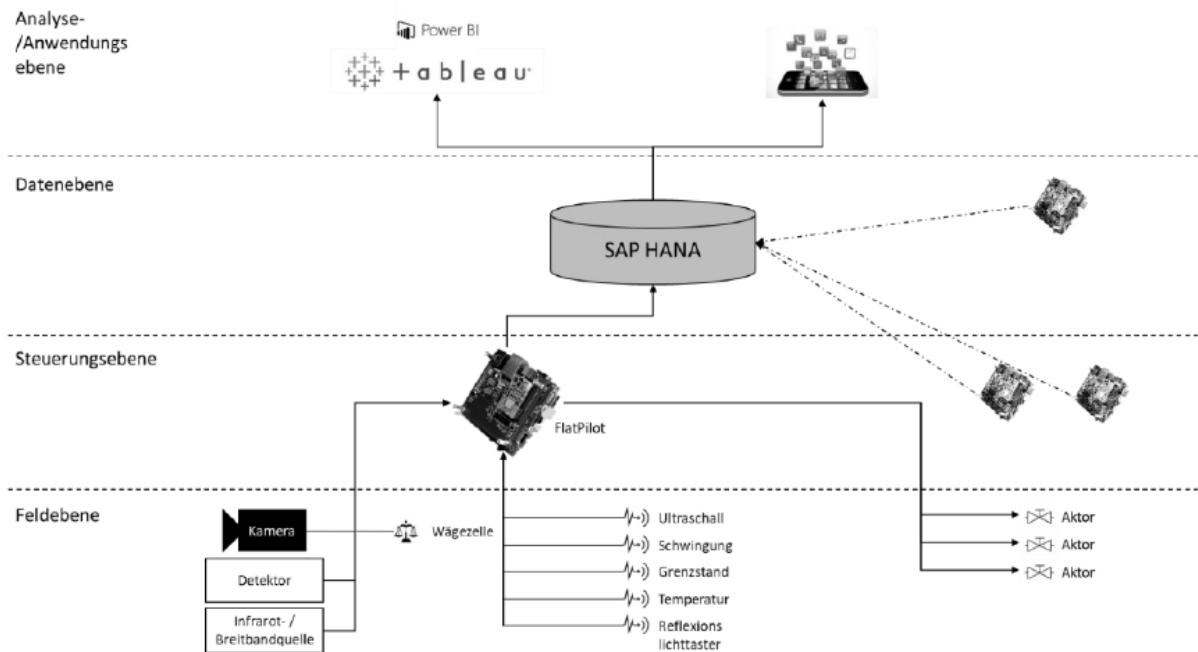 Analyse-
/Anwendungs
ebene
Power BI
+ a b l e a u
Datenebene
SAP HANA
Steuerungsebene
FlatPilot
Feldebene
Kamera
Wägezelle
Detektor
Infrarot- /
Breitbandquelle
Ultraschall
Schwingung
Grenzstand
Temperatur
Reflexions
lichttaster
Aktor
Aktor
Aktor